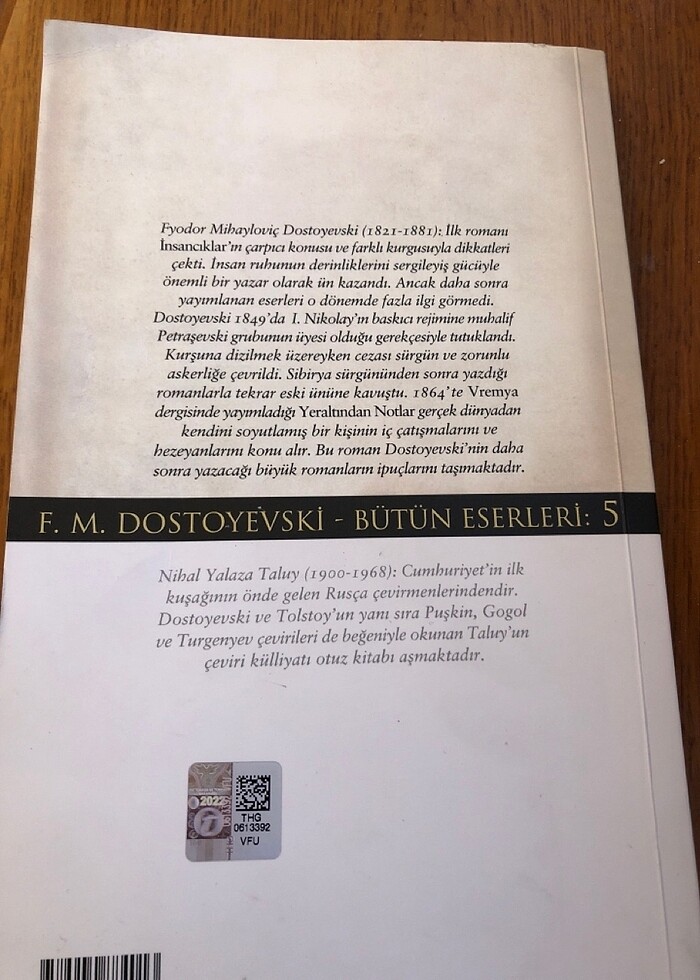 Fyodor Mihayloviç Dostoyevski (1821-1881): İlk romanı
İnsancıklar'ın çarpıcı konusu ve farklı kurgusuyla dikkatleri
çekti. İnsan ruhunun derinliklerini sergileyiş gücüyle
önemli bir yazar olarak ün kazandı. Ancak daha sonra
yayımlanan eserleri o dönemde fazla ilgi görmedi.
Dostoyevski 1849'da I. Nikolay'ın baskıcı rejimine muhalif
Petraşevski grubunun üyesi olduğu gerekçesiyle tutuklandı.
Kurşuna dizilmek üzereyken cezası sürgün ve zorunlu
askerliğe çevrildi. Sibirya sürgününden sonra yazdığı
romanlarla tekrar eski ününe kavuştu. 1864'te Vremya
dergisinde yayımladığı Yeraltından Notlar gerçek dünyadan
kendini soyutlamış bir kişinin iç çatışmalarını ve
hezeyanlarını konu alır. Bu roman Dostoyevski'nin daha
sonra yazacağı büyük romanların ipuçlarını taşımaktadır.
F. M. DOSTOYEVSKİ - BÜTÜN ESERLERİ: 5
Nihal Yalaza Taluy (1900-1968): Cumhuriyet'in ilk
kuşağının önde gelen Rusça çevirmenlerindendir.
Dostoyevski ve Tolstoy'un yanı sıra Puşkin, Gogol
ve Turgenyev çevirileri de beğeniyle okunan Taluy'un
çeviri külliyatı otuz kitabı aşmaktadır.
2022
THG
0613392
VFU